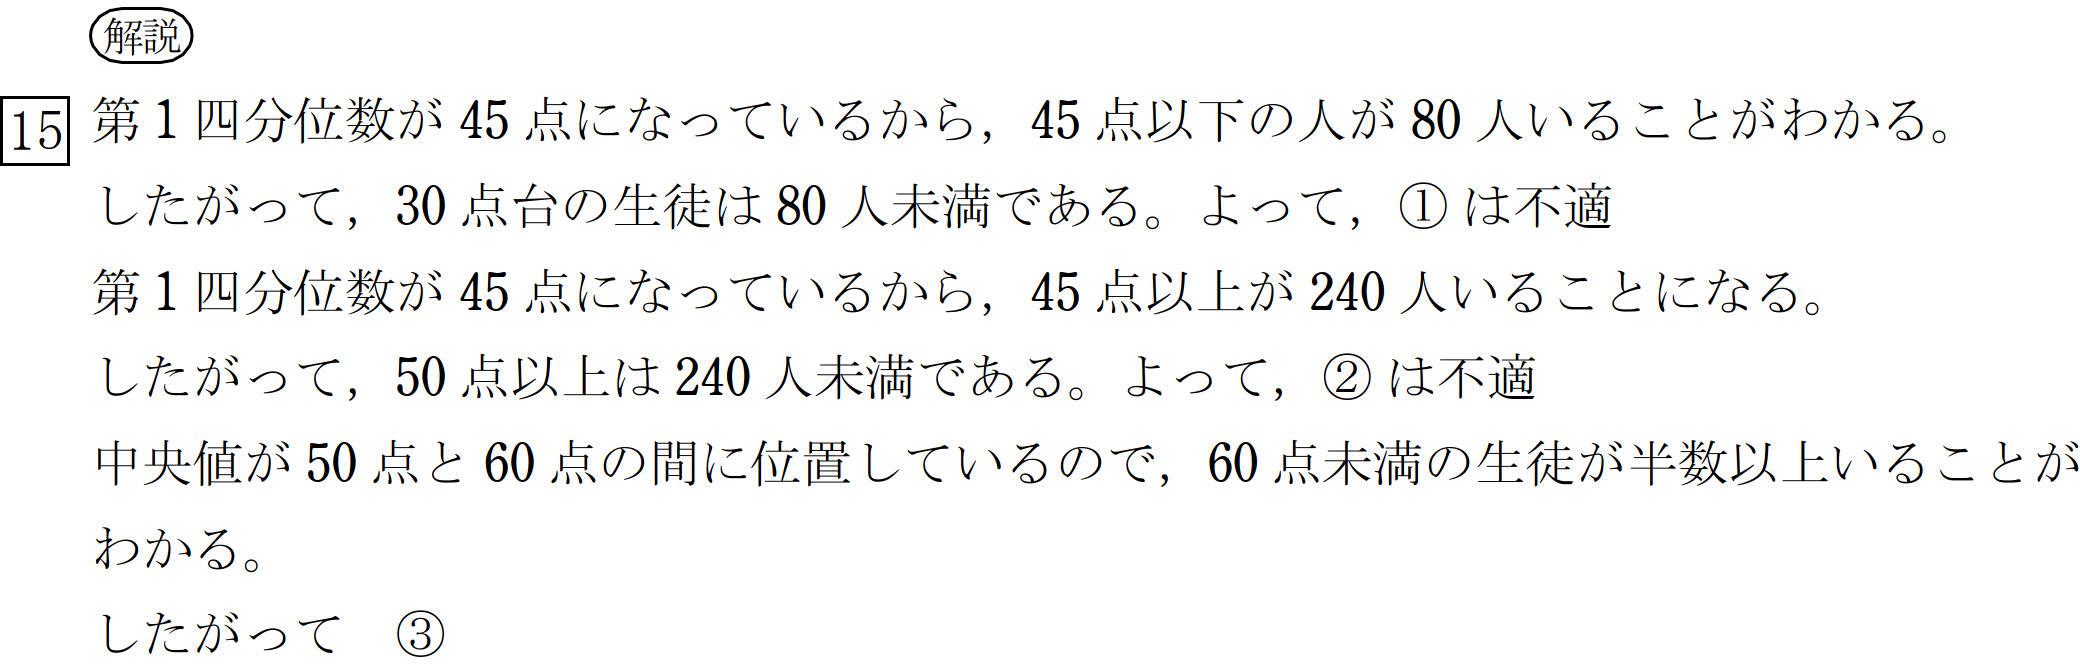 解説
15 第1四分位数が45点になっているから，45点以下の人が80人いることがわかる。
したがって，30点台の生徒は80人未満である。よって，① は不適
第1四分位数が45点になっているから，45点以上が240人いることになる。
したがって，50点以上は240人未満である。よって，② は不適
中央値が50点と60点の間に位置しているので，60点未満の生徒が半数以上いることが
わかる。
したがって　③